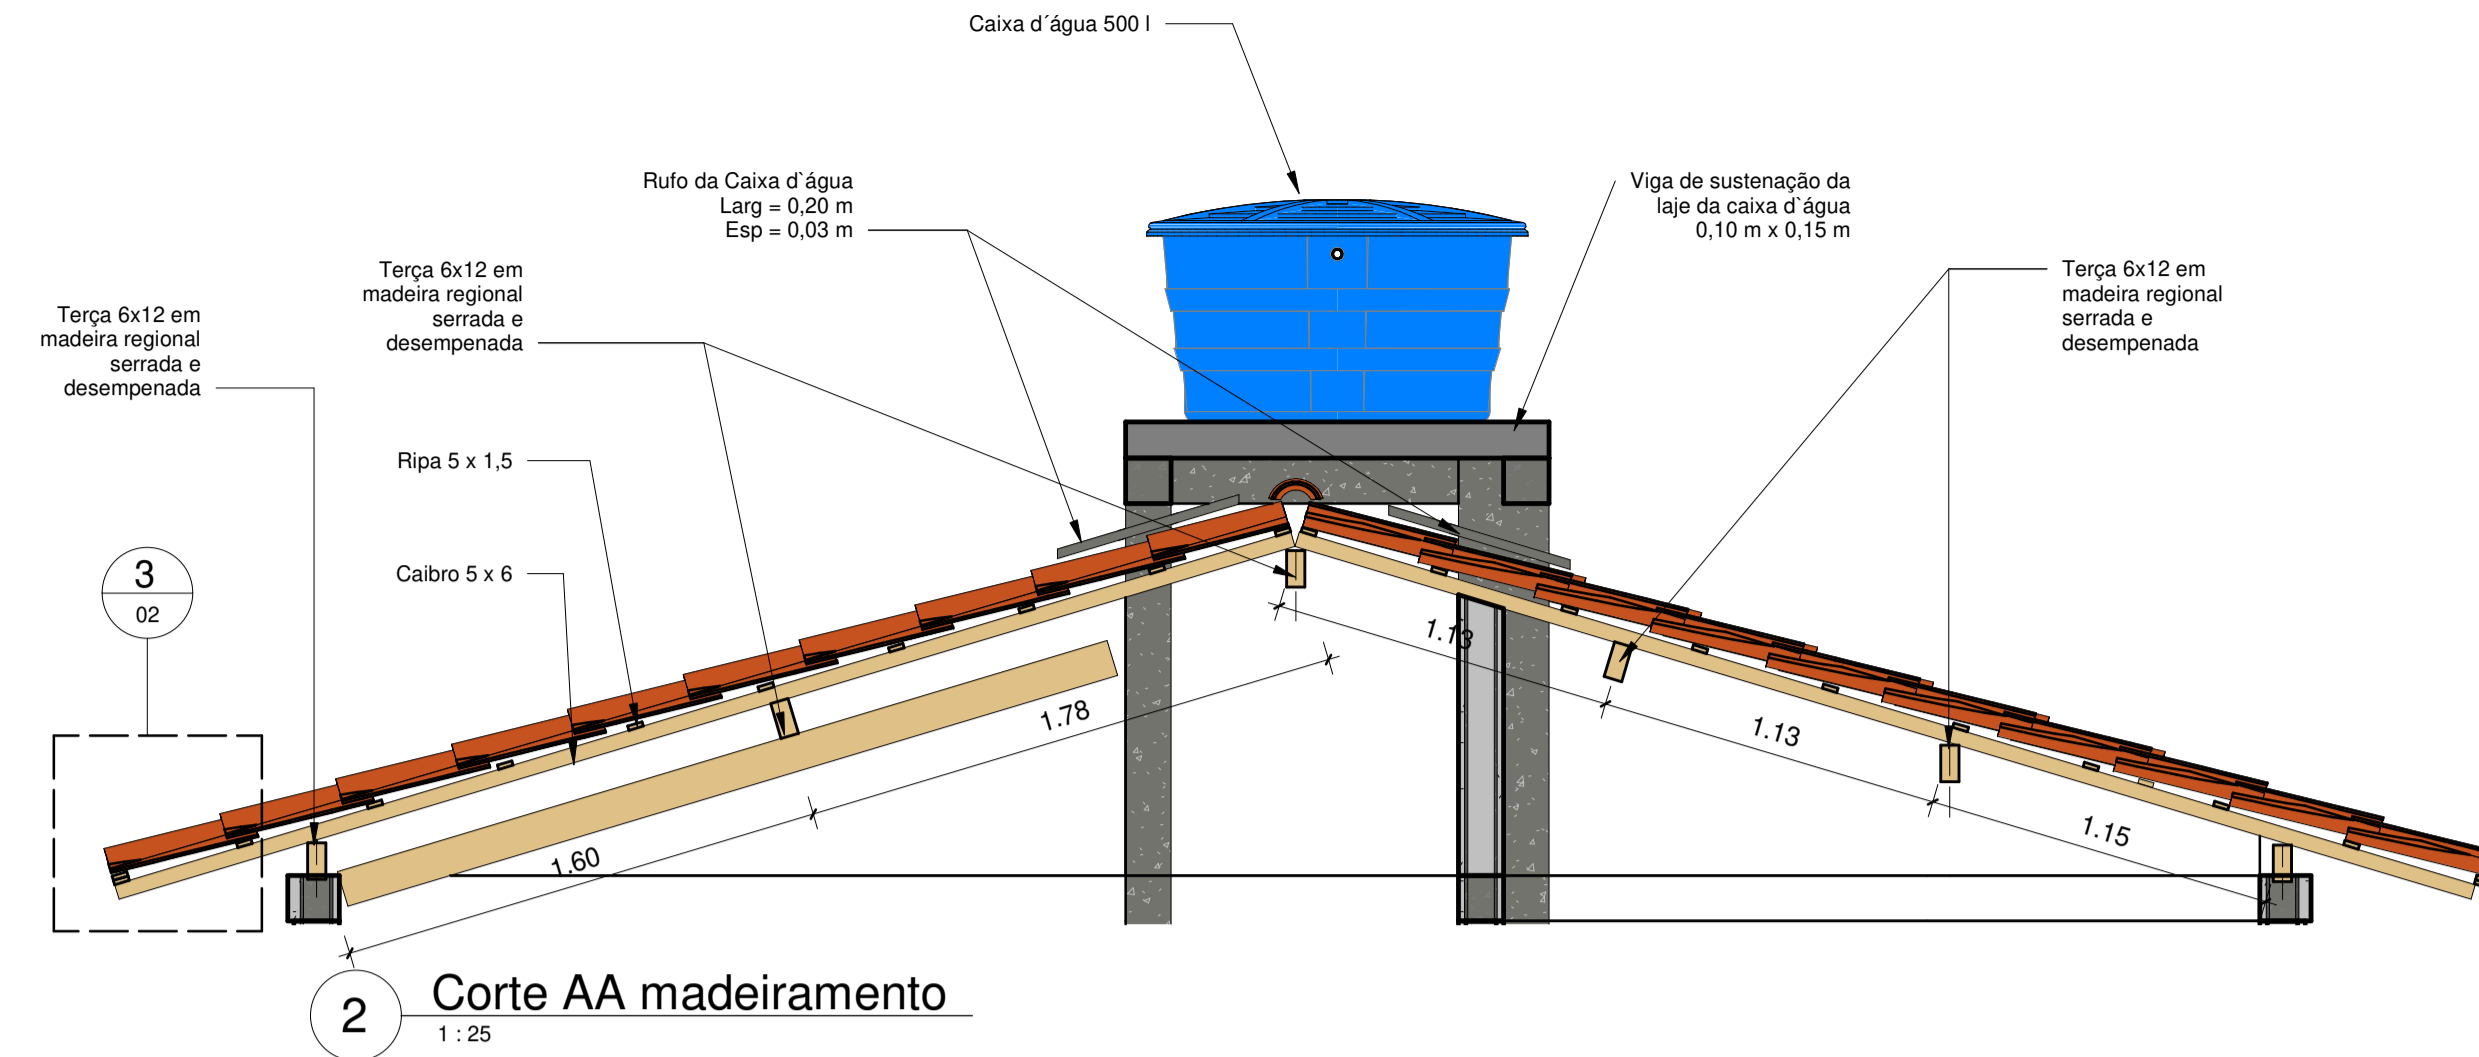 Caixa d´água 500 l
Rufo da Caixa d`água
Larg = 0,20 m
Esp = 0,03 m
Viga de sustenação da
laje da caixa d`água
0,10 m x 0,15 m
Terça 6x12 em
madeira regional
serrada e
desempenada
Terça 6x12 em
madeira regional
serrada e
desempenada
Terça 6x12 em
madeira regional
serrada e
desempenada
Ripa 5 x 1,5
Caibro 5 x 6
3
02
1.13
1.78
1.13
1.15
1.60
2
Corte AA madeiramento
1 : 25